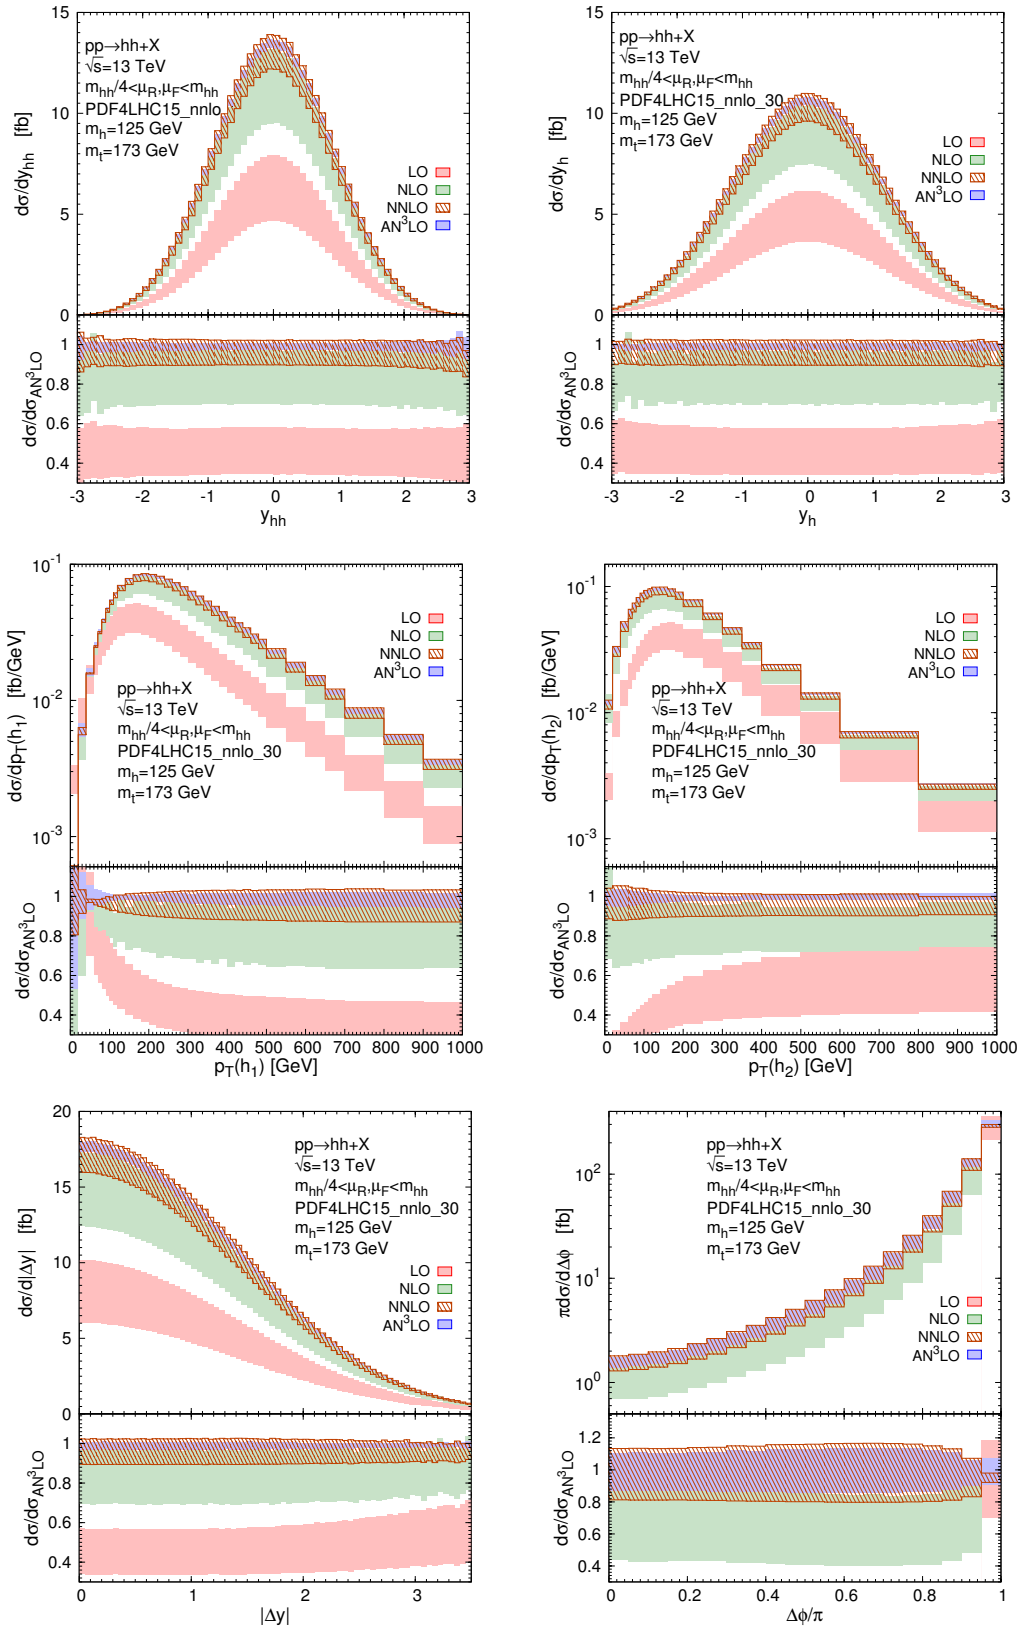 15
10
5
0
dσ/dy_hh [fb]
pp→hh+X
√s=13 TeV
m_hh/4<μ_R,μ_F<m_hh
PDF4LHC15_nnlo
m_h=125 GeV
m_t=173 GeV
LO
NLO
NNLO
AN³LO
1
0.8
0.6
0.4
dσ/dσ_AN³LO
-3 -2 -1 0 1 2 3
y_hh
15
10
5
0
dσ/dy_h [fb]
pp→hh+X
√s=13 TeV
m_hh/4<μ_R,μ_F<m_hh
PDF4LHC15_nnlo_30
m_h=125 GeV
m_t=173 GeV
LO
NLO
NNLO
AN³LO
1
0.8
0.6
0.4
dσ/dσ_AN³LO
-3 -2 -1 0 1 2 3
y_h
10⁻¹
10⁻²
10⁻³
dσ/dp_T(h₁) [fb/GeV]
LO
NLO
NNLO
AN³LO
pp→hh+X
√s=13 TeV
m_hh/4<μ_R,μ_F<m_hh
PDF4LHC15_nnlo_30
m_h=125 GeV
m_t=173 GeV
1
0.8
0.6
0.4
dσ/dσ_AN³LO
0 100 200 300 400 500 600 700 800 900 1000
p_T(h₁) [GeV]
10⁻¹
10⁻²
10⁻³
dσ/dp_T(h₂) [fb/GeV]
LO
NLO
NNLO
AN³LO
pp→hh+X
√s=13 TeV
m_hh/4<μ_R,μ_F<m_hh
PDF4LHC15_nnlo_30
m_h=125 GeV
m_t=173 GeV
1
0.8
0.6
0.4
dσ/dσ_AN³LO
0 100 200 300 400 500 600 700 800 900 1000
p_T(h₂) [GeV]
20
15
10
5
0
dσ/d|Δy| [fb]
pp→hh+X
√s=13 TeV
m_hh/4<μ_R,μ_F<m_hh
PDF4LHC15_nnlo_30
m_h=125 GeV
m_t=173 GeV
LO
NLO
NNLO
AN³LO
1
0.8
0.6
0.4
dσ/dσ_AN³LO
0 1 2 3
|Δy|
10²
10¹
10⁰
πdσ/dΔϕ [fb]
pp→hh+X
√s=13 TeV
m_hh/4<μ_R,μ_F<m_hh
PDF4LHC15_nnlo_30
m_h=125 GeV
m_t=173 GeV
LO
NLO
NNLO
AN³LO
1.2
1
0.8
0.6
0.4
dσ/dσ_AN³LO
0 0.2 0.4 0.6 0.8 1
Δϕ/π